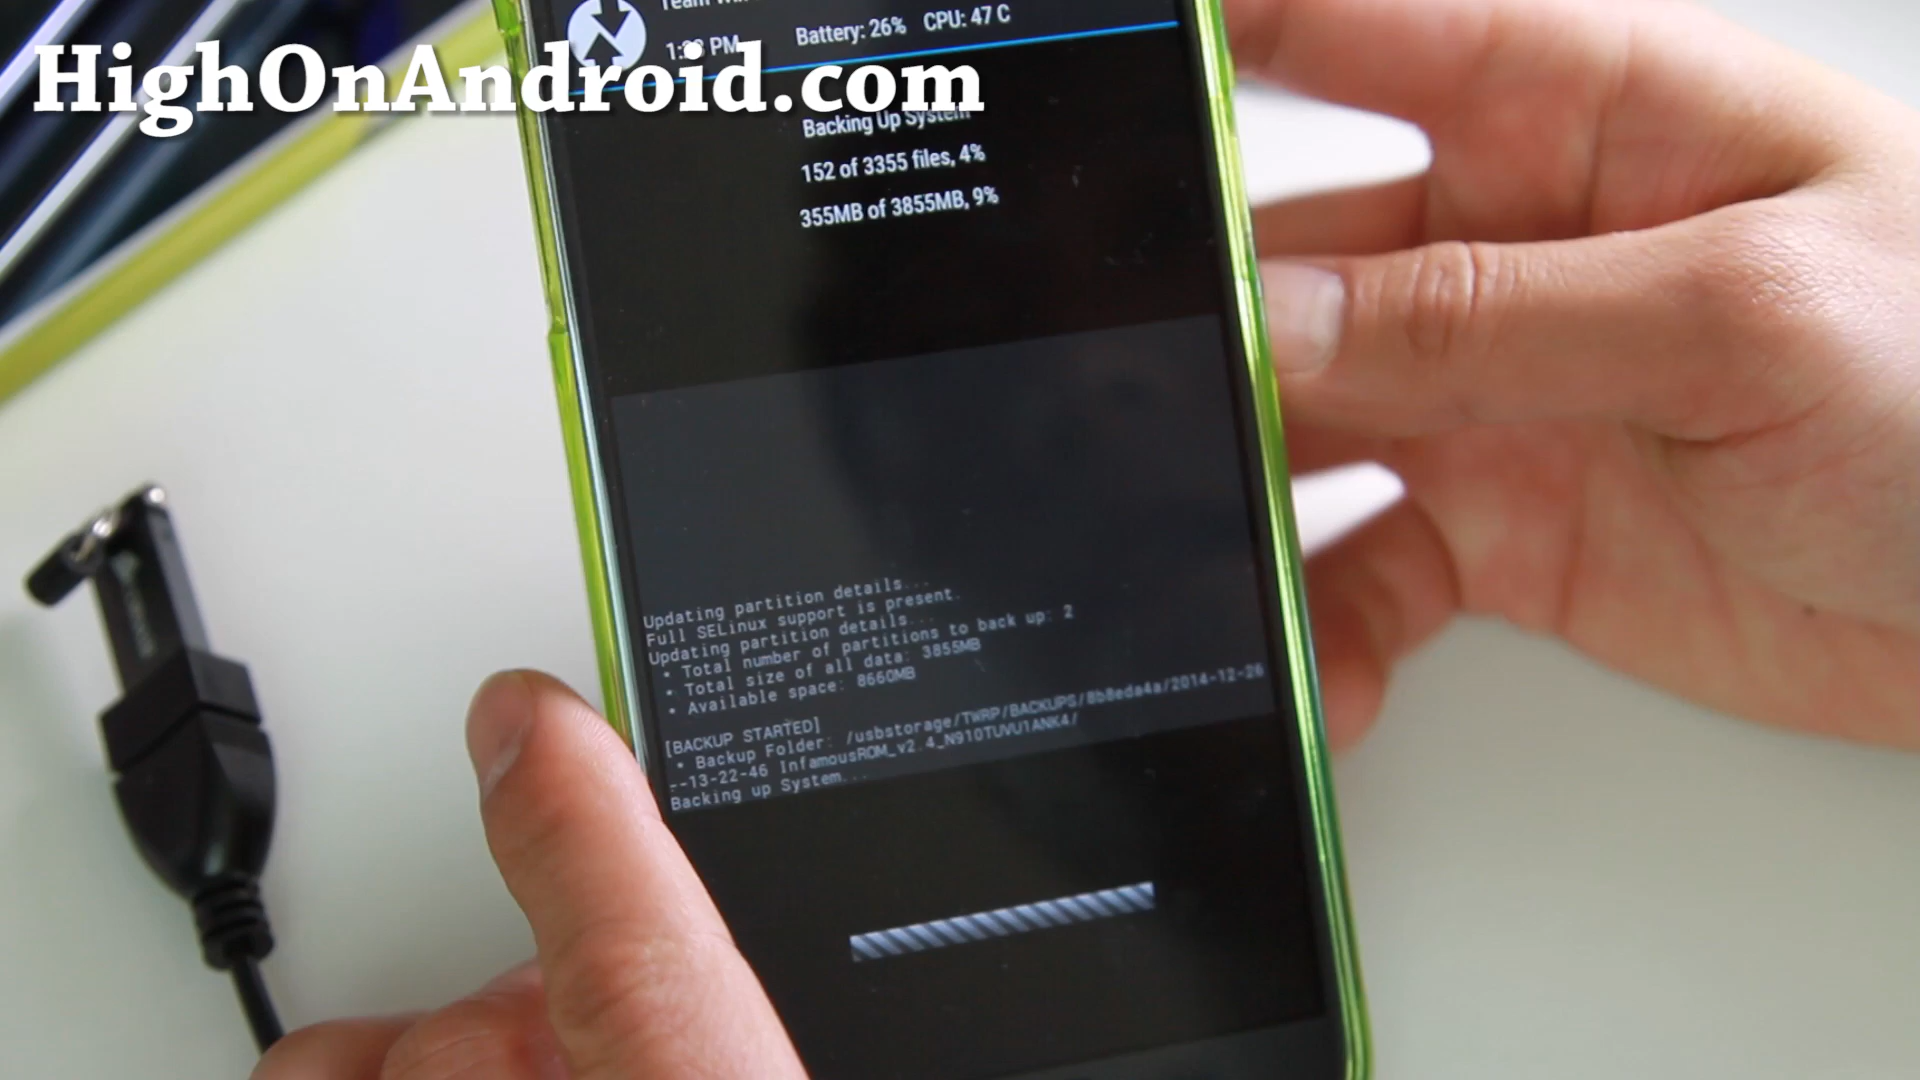 Battery: 26% CPU: 47 C
PM
HighOnAndroid.com
Backing Up System
152 of 3355 files, 4%
355MB of 3855MB, 9%
Updating partition details...
Full SELinux support is present.
Updating partition details...
• Total number of partitions to back up: 2
• Total size of all data: 3855MB
• Available space: 8660MB
[BACKUP STARTED]
• Backup Folder: /usbstorage/TWRP/BACKUPS/8b8eda4a/2014-12-26
--13-22-46 InfamousROM_v2.4_N910TUVU1ANK4/
Backing up System...